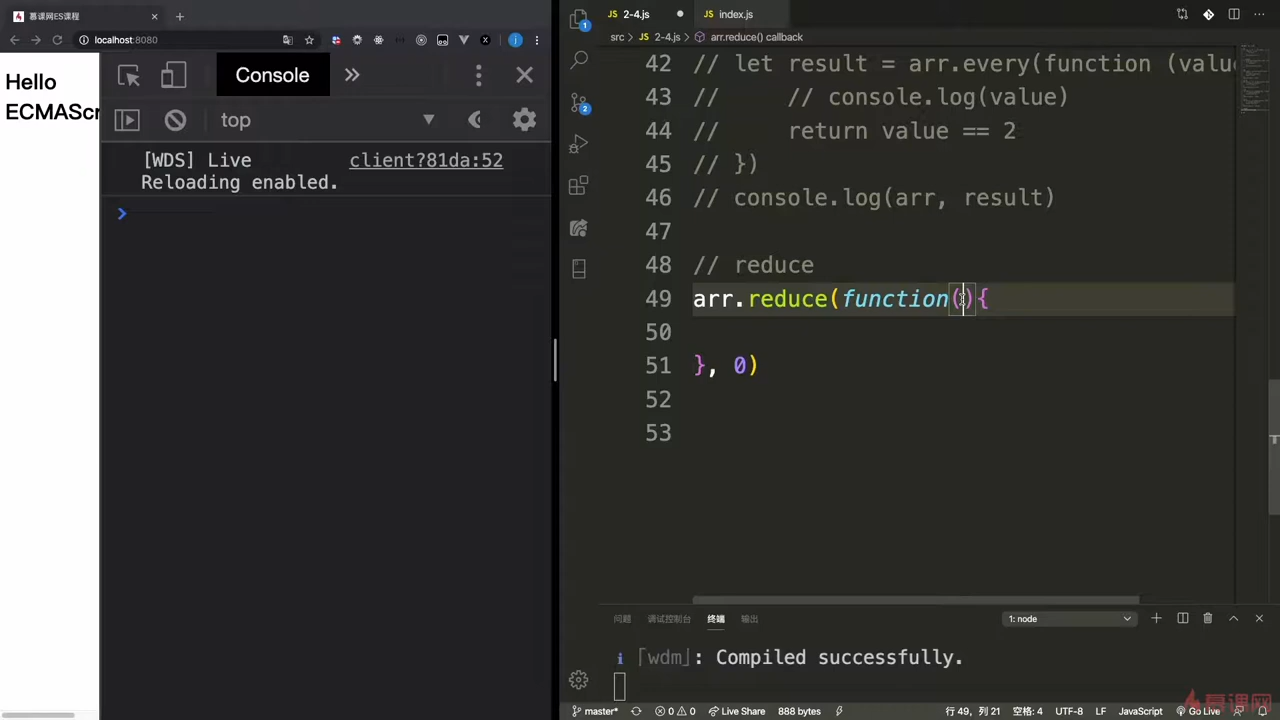 慕课网ES课程
localhost:8080
Hello
ECMAScr
Console
top
[WDS] Live
client?81da:52
Reloading enabled.
2-4.js
index.js
src > 2-4.js > arr.reduce() callback
42 // let result = arr.every(function (value
43 //     // console.log(value)
44 //     return value == 2
45 // })
46 // console.log(arr, result)
47
48 // reduce
49 arr.reduce(function(){
50
51 }, 0)
52
53
问题 调试控制台 终端 输出
1: node
i ｢wdm｣: Compiled successfully.
master* 0 0 Live Share 888 bytes 行 49, 列 21 空格: 4 UTF-8 LF JavaScript Go Live
慕课网